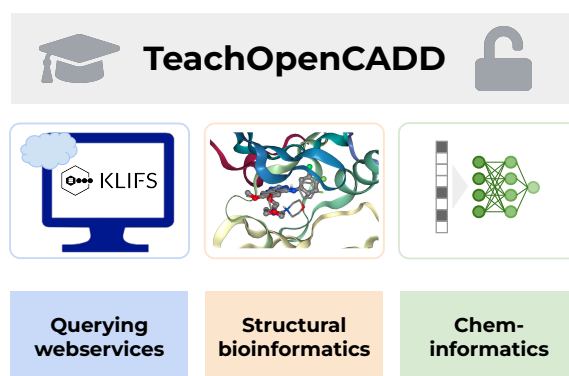 TeachOpenCADD
KLIFS
Querying
webservices
Structural
bioinformatics
Chem-
informatics